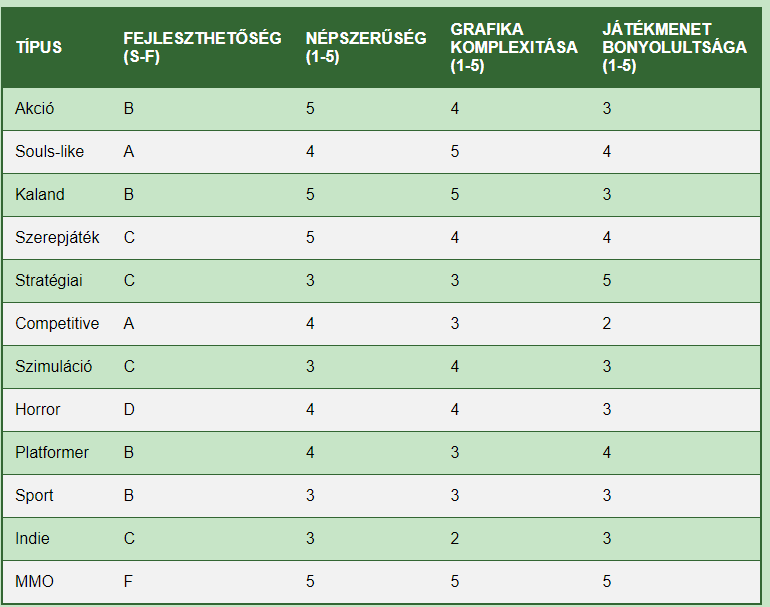 TÍPUS FEJLESZTHETŐSÉG (S-F) NÉPSZERŰSÉG (1-5) GRAFIKA KOMPLEXITÁSA (1-5) JÁTÉKMENET BONYOLULTSÁGA (1-5)
Akció B 5 4 3
Souls-like A 4 5 4
Kaland B 5 5 3
Szerepjáték C 5 4 4
Stratégiai C 3 3 5
Competitive A 4 3 2
Szimuláció C 3 4 3
Horror D 4 4 3
Platformer B 4 3 4
Sport B 3 3 3
Indie C 3 2 3
MMO F 5 5 5